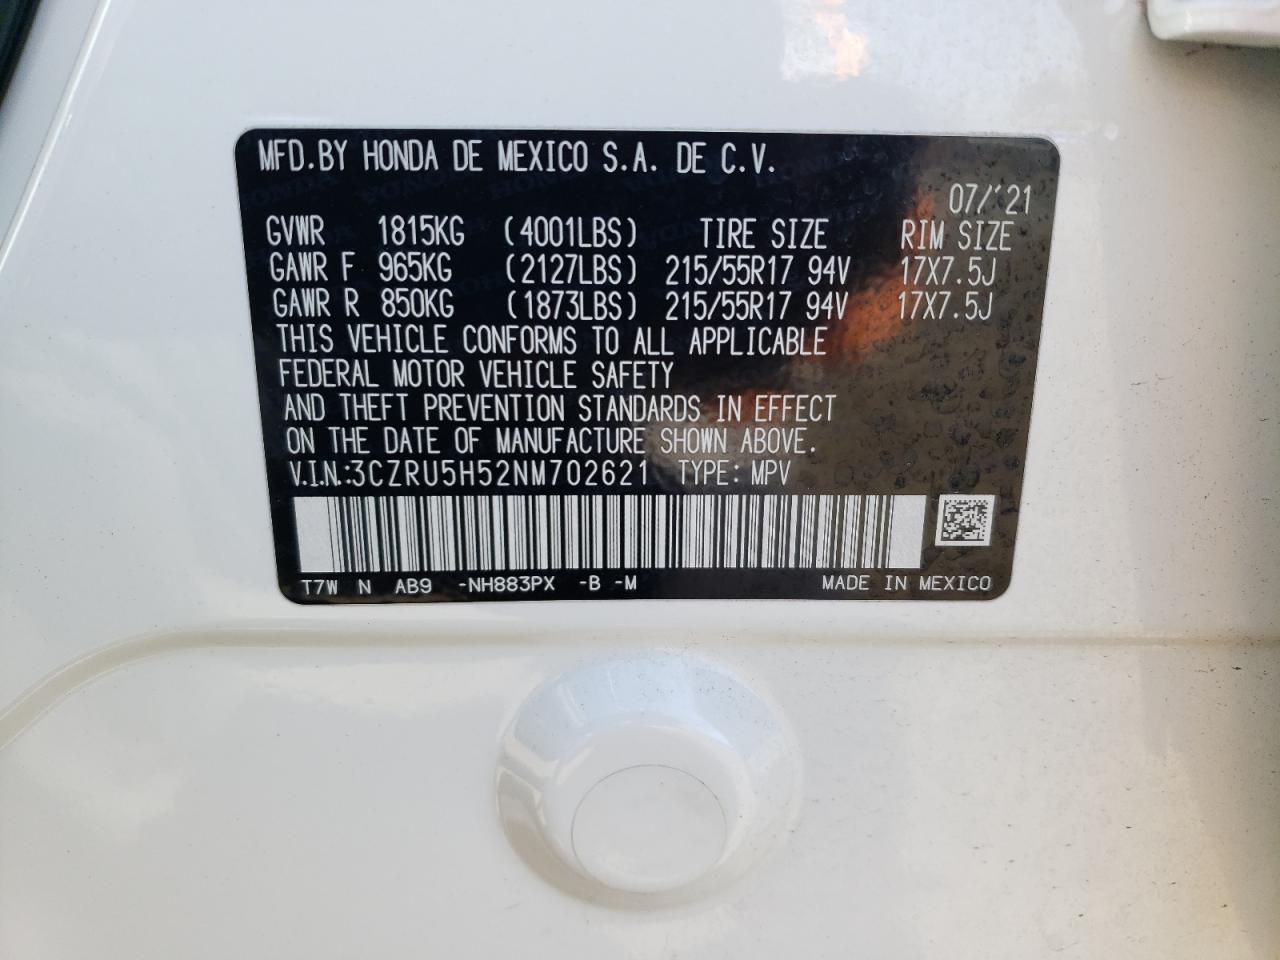 MFD.BY HONDA DE MEXICO S.A. DE C.V.
07/'21
GVWR 1815KG (4001LBS) TIRE SIZE RIM SIZE
GAWR F 965KG (2127LBS) 215/55R17 94V 17X7.5J
GAWR R 850KG (1873LBS) 215/55R17 94V 17X7.5J
THIS VEHICLE CONFORMS TO ALL APPLICABLE
FEDERAL MOTOR VEHICLE SAFETY
AND THEFT PREVENTION STANDARDS IN EFFECT
ON THE DATE OF MANUFACTURE SHOWN ABOVE.
V.I.N.:3CZRU5H52NM702621 TYPE: MPV
T7W N AB9 -NH883PX -B -M MADE IN MEXICO